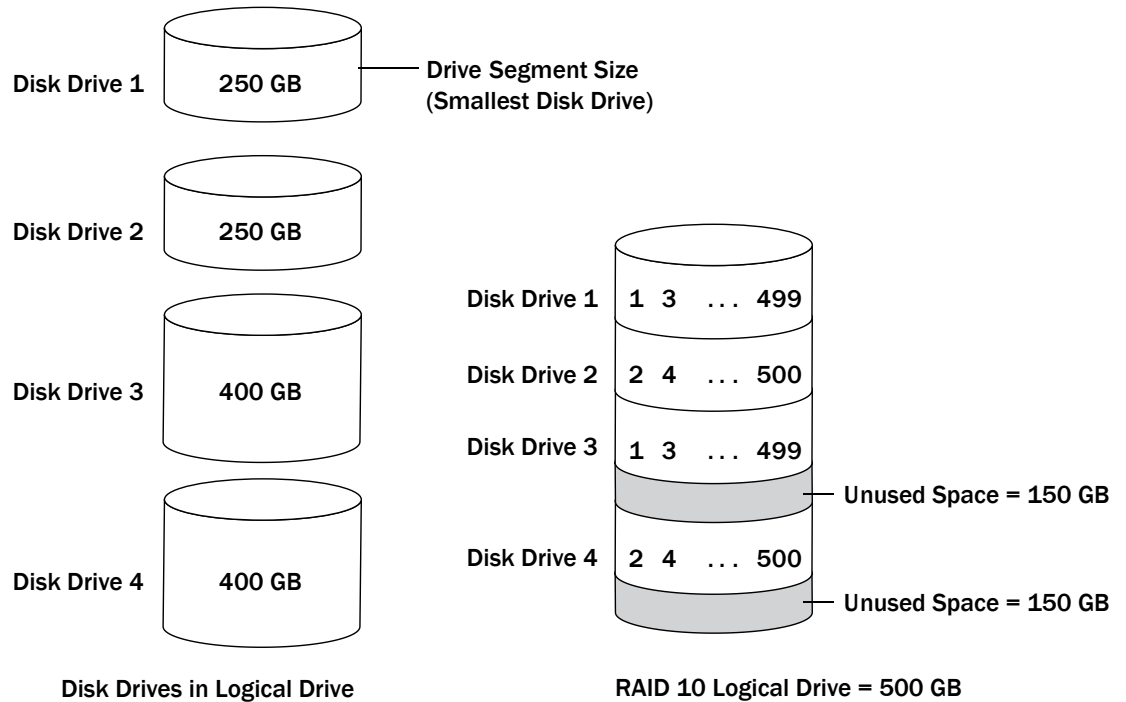 Disk Drive 1
250 GB
Drive Segment Size
(Smallest Disk Drive)
Disk Drive 2
250 GB
Disk Drive 3
400 GB
Disk Drive 4
400 GB
Disk Drives in Logical Drive
Disk Drive 1
1 3 ... 499
Disk Drive 2
2 4 ... 500
Disk Drive 3
1 3 ... 499
Unused Space = 150 GB
Disk Drive 4
2 4 ... 500
Unused Space = 150 GB
RAID 10 Logical Drive = 500 GB